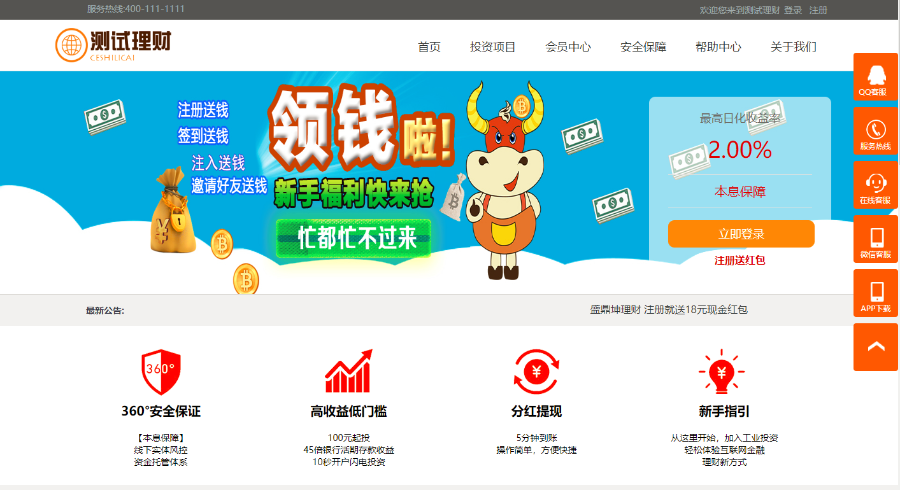 服务热线:400-111-1111
欢迎您来到测试理财 登录 注册
测试理财
CESHILICAI
首页 投资项目 会员中心 安全保障 帮助中心 关于我们
注册送钱
签到送钱
注入送钱
邀请好友送钱
领钱啦!
新手福利快来抢
忙都忙不过来
最高日化收益率
2.00%
本息保障
立即登录
注册送红包
QQ客服
服务热线
在线客服
微信客服
APP下载
最新公告:
盛鼎坤理财 注册就送18元现金红包
360°
360°安全保证
【本息保障】
线下实体风控
资金托管体系
高收益低门槛
100元起投
45倍银行活期存款收益
10秒开户闪电投资
分红提现
5分钟到账
操作简单，方便快捷
新手指引
从这里开始，加入工业投资
轻松体验互联网金融
理财新方式